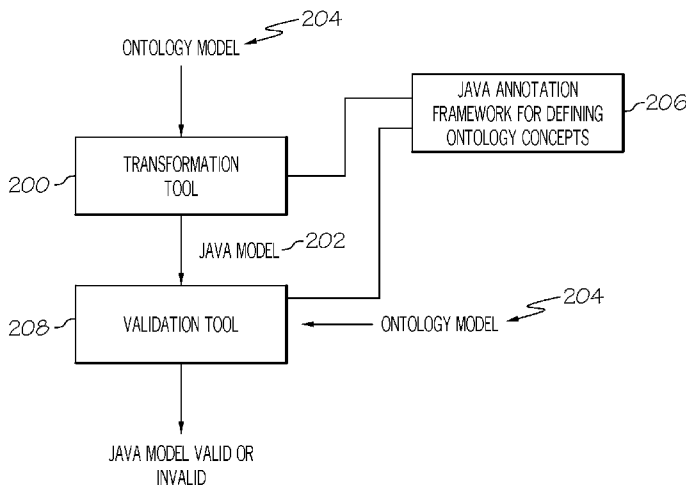 204
ONTOLOGY MODEL
JAVA ANNOTATION
FRAMEWORK FOR DEFINING
ONTOLOGY CONCEPTS
206
TRANSFORMATION
TOOL
200
JAVA MODEL
202
VALIDATION TOOL
208
ONTOLOGY MODEL
204
JAVA MODEL VALID OR
INVALID